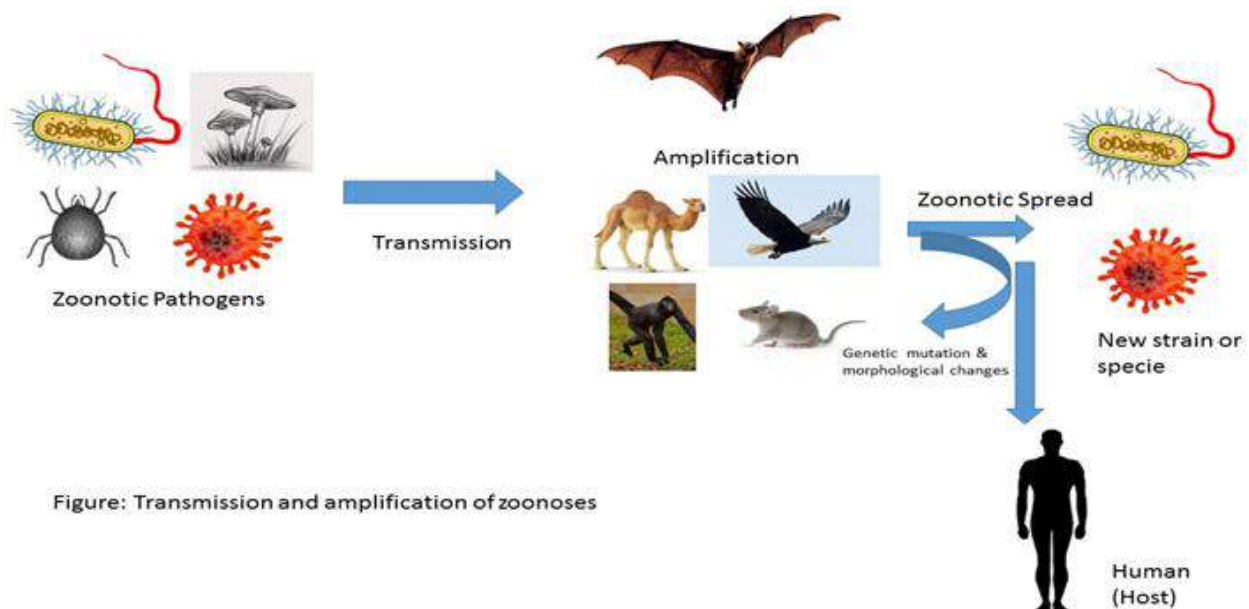 Amplification
Zoonotic Spread
Transmission
Zoonotic Pathogens
Genetic mutation &
morphological changes
New strain or
specie
Figure: Transmission and amplification of zoonoses
Human
(Host)